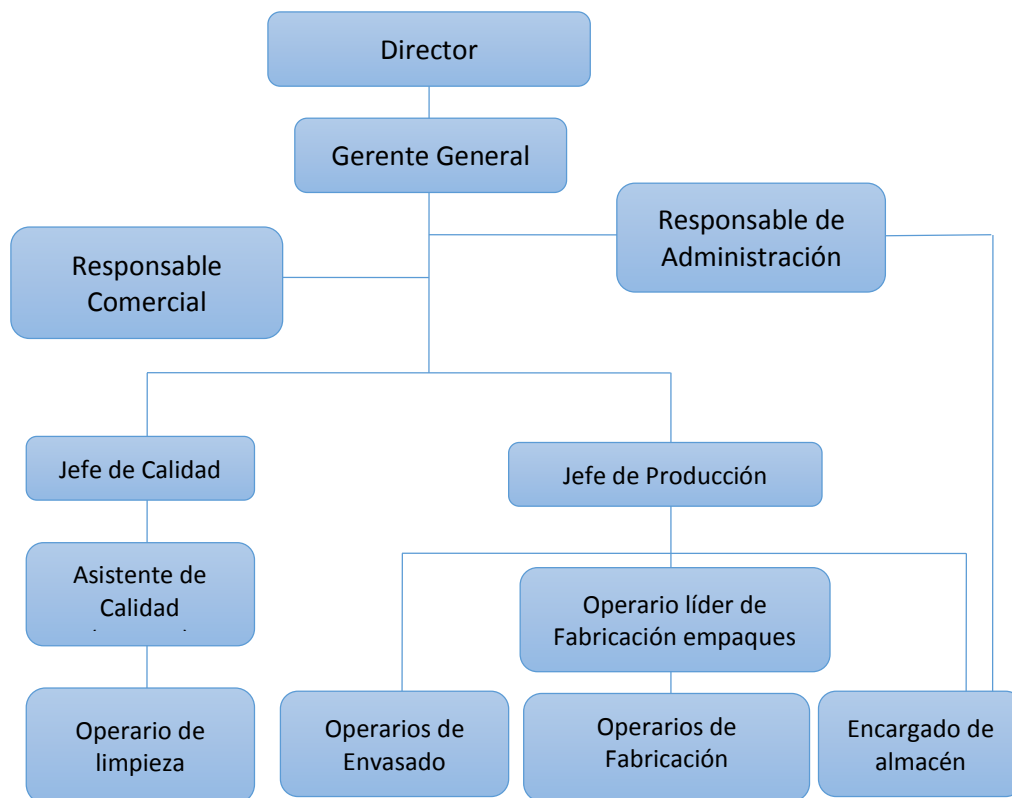 Director
Gerente General
Responsable de
Administración
Responsable
Comercial
Jefe de Calidad
Jefe de Producción
Asistente de
Calidad
Operario líder de
Fabricación empaques
Operario de
limpieza
Operarios de
Envasado
Operarios de
Fabricación
Encargado de
almacén